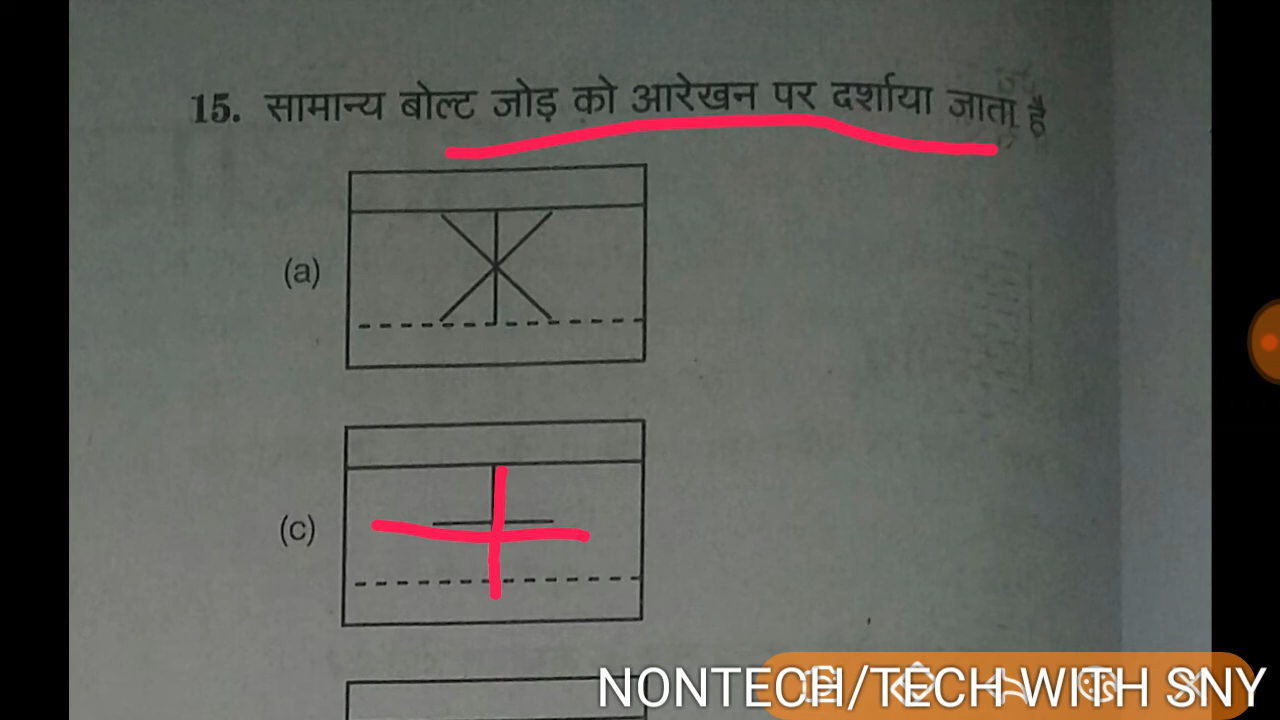 15. सामान्य बोल्ट जोड़ को आरेखन पर दर्शाया जाता है
(a)
(c)
NONTECH/TECH WITH SNY